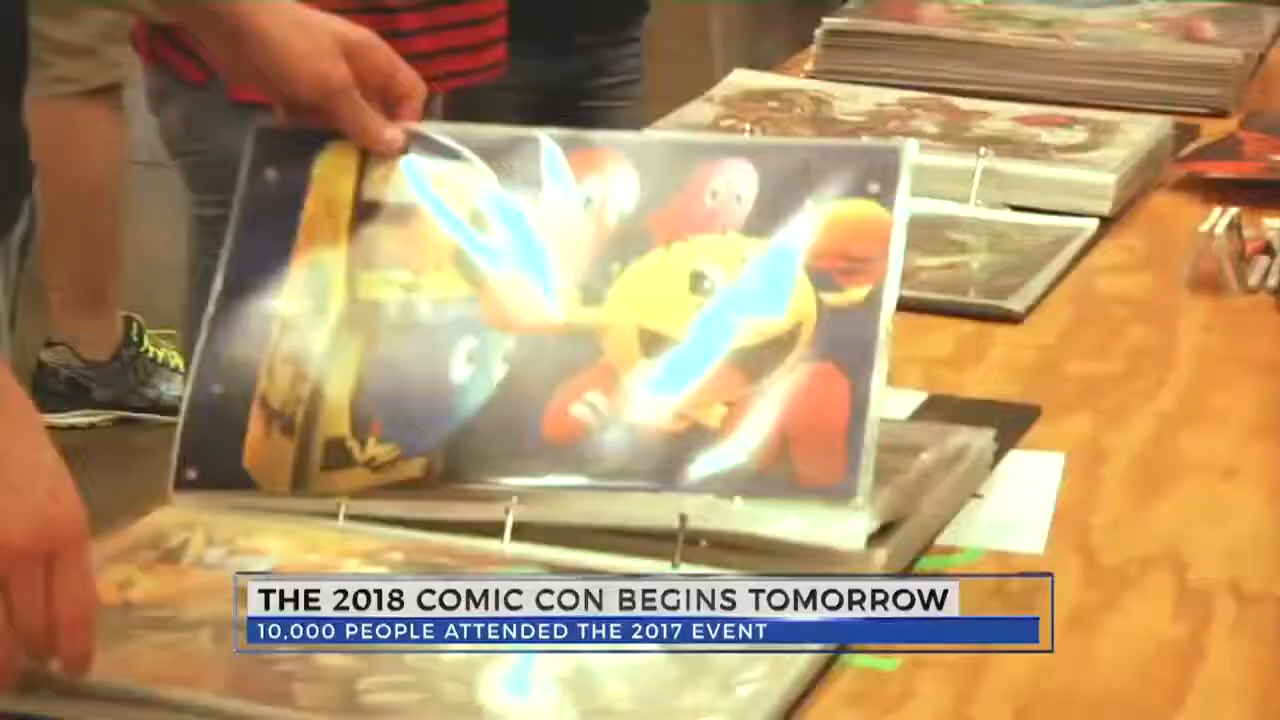 THE 2018 COMIC CON BEGINS TOMORROW
10,000 PEOPLE ATTENDED THE 2017 EVENT